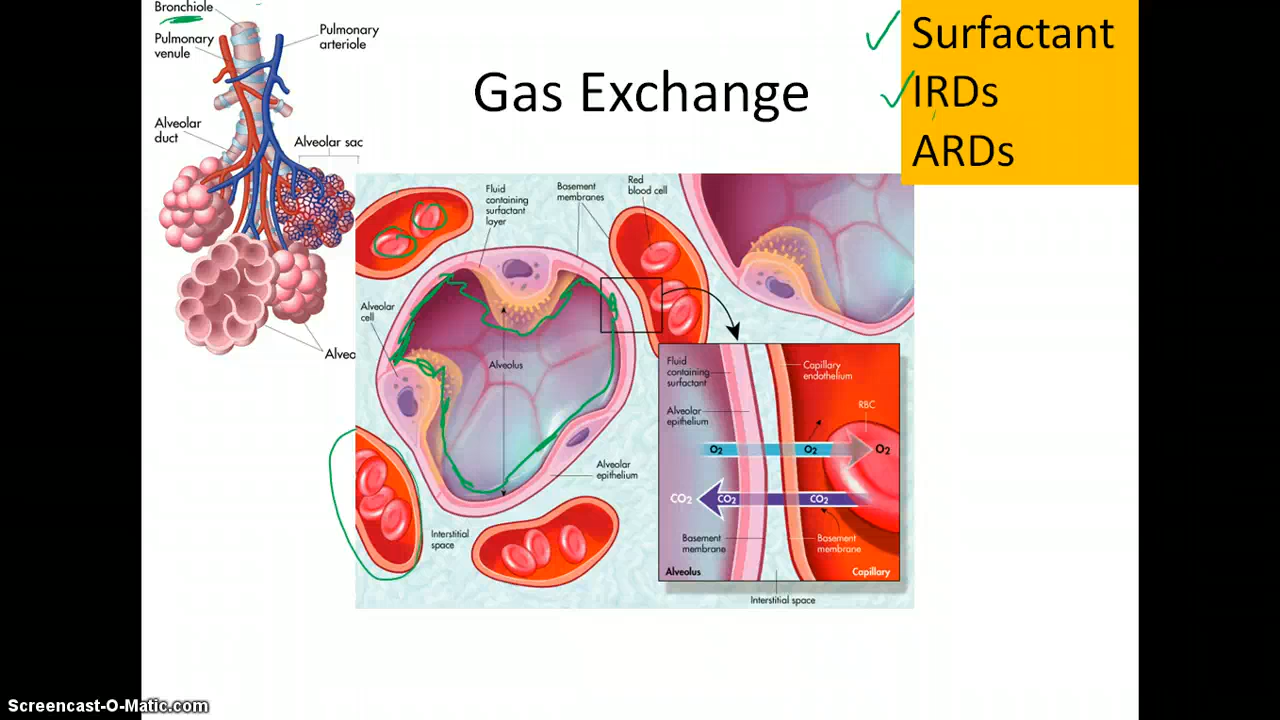 Bronchiole
Pulmonary
venule
Pulmonary
arteriole
Alveolar
duct
Alveolar sac
Alveo
Gas Exchange
Surfactant
IRDs
ARDs
Fluid
containing
surfactant
layer
Basement
membranes
Red
blood cell
Alveolar
cell
Alveolus
Alveolar
epithelium
Interstitial
space
Fluid
containing
surfactant
Capillary
endothelium
Alveolar
epithelium
RBC
O2
O2
O2
CO2
CO2
CO2
Basement
membrane
Basement
membrane
Alveolus
Capillary
Interstitial space
Screencast-O-Matic.com